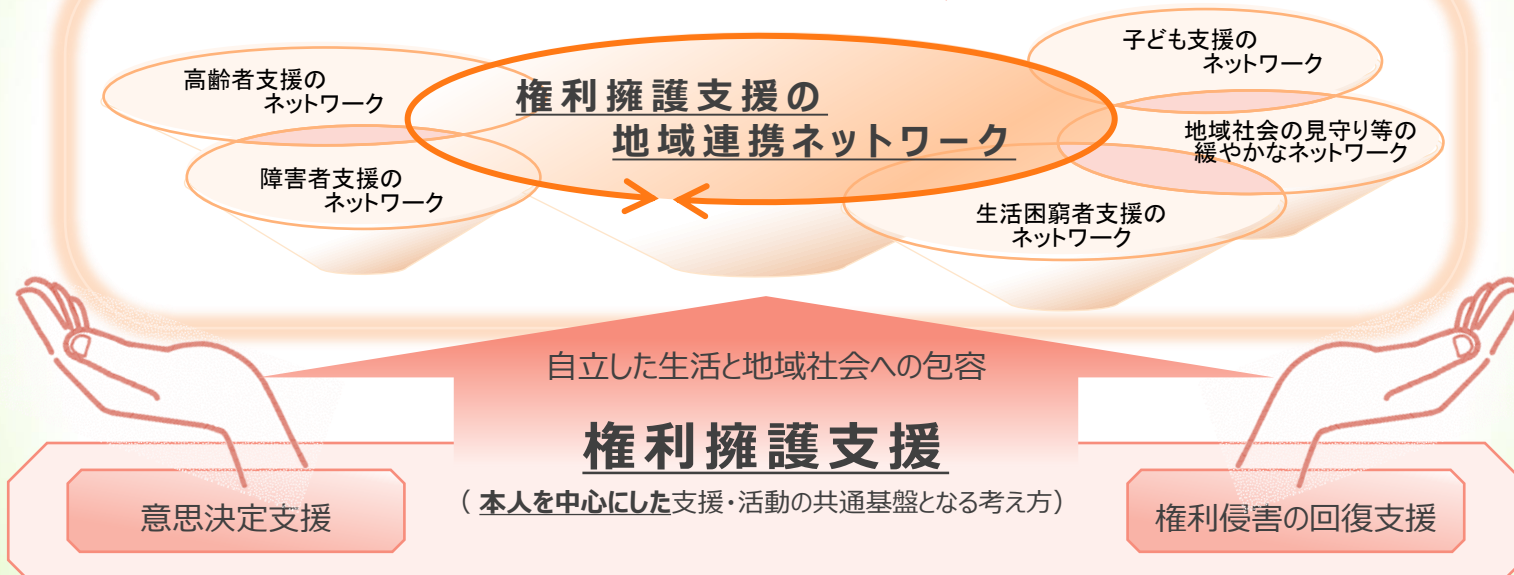 高齢者支援の
ネットワーク
権利擁護支援の
地域連携ネットワーク
子ども支援の
ネットワーク
地域社会の見守り等の
緩やかなネットワーク
障害者支援の
ネットワーク
生活困窮者支援の
ネットワーク
自立した生活と地域社会への包容
権利擁護支援
（本人を中心にした支援・活動の共通基盤となる考え方）
意思決定支援
権利侵害の回復支援